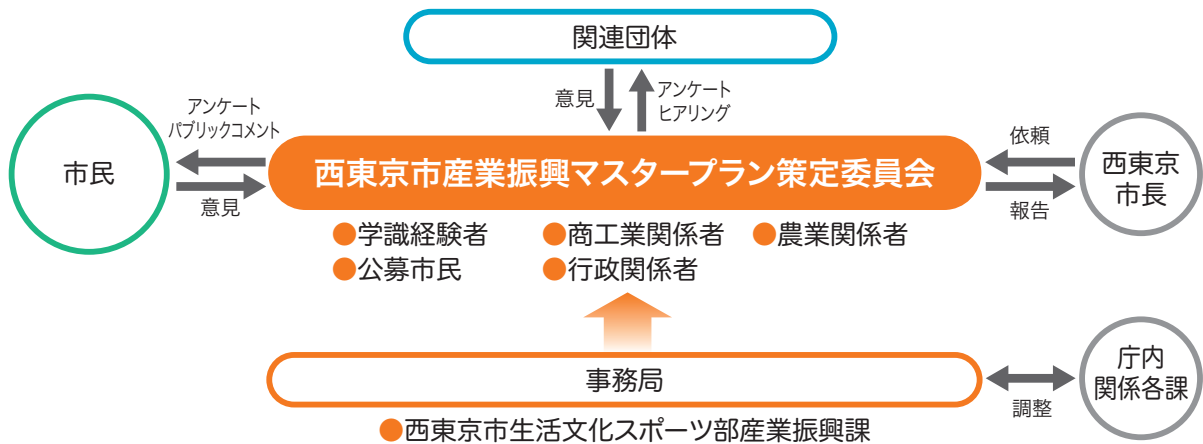 関連団体
意見
アンケート
ヒアリング
アンケート
パブリックコメント
市民
意見
西東京市産業振興マスタープラン策定委員会
依頼
報告
西東京
市長
●学識経験者 ●商工業関係者 ●農業関係者
●公募市民 ●行政関係者
事務局
調整
庁内
関係各課
●西東京市生活文化スポーツ部産業振興課